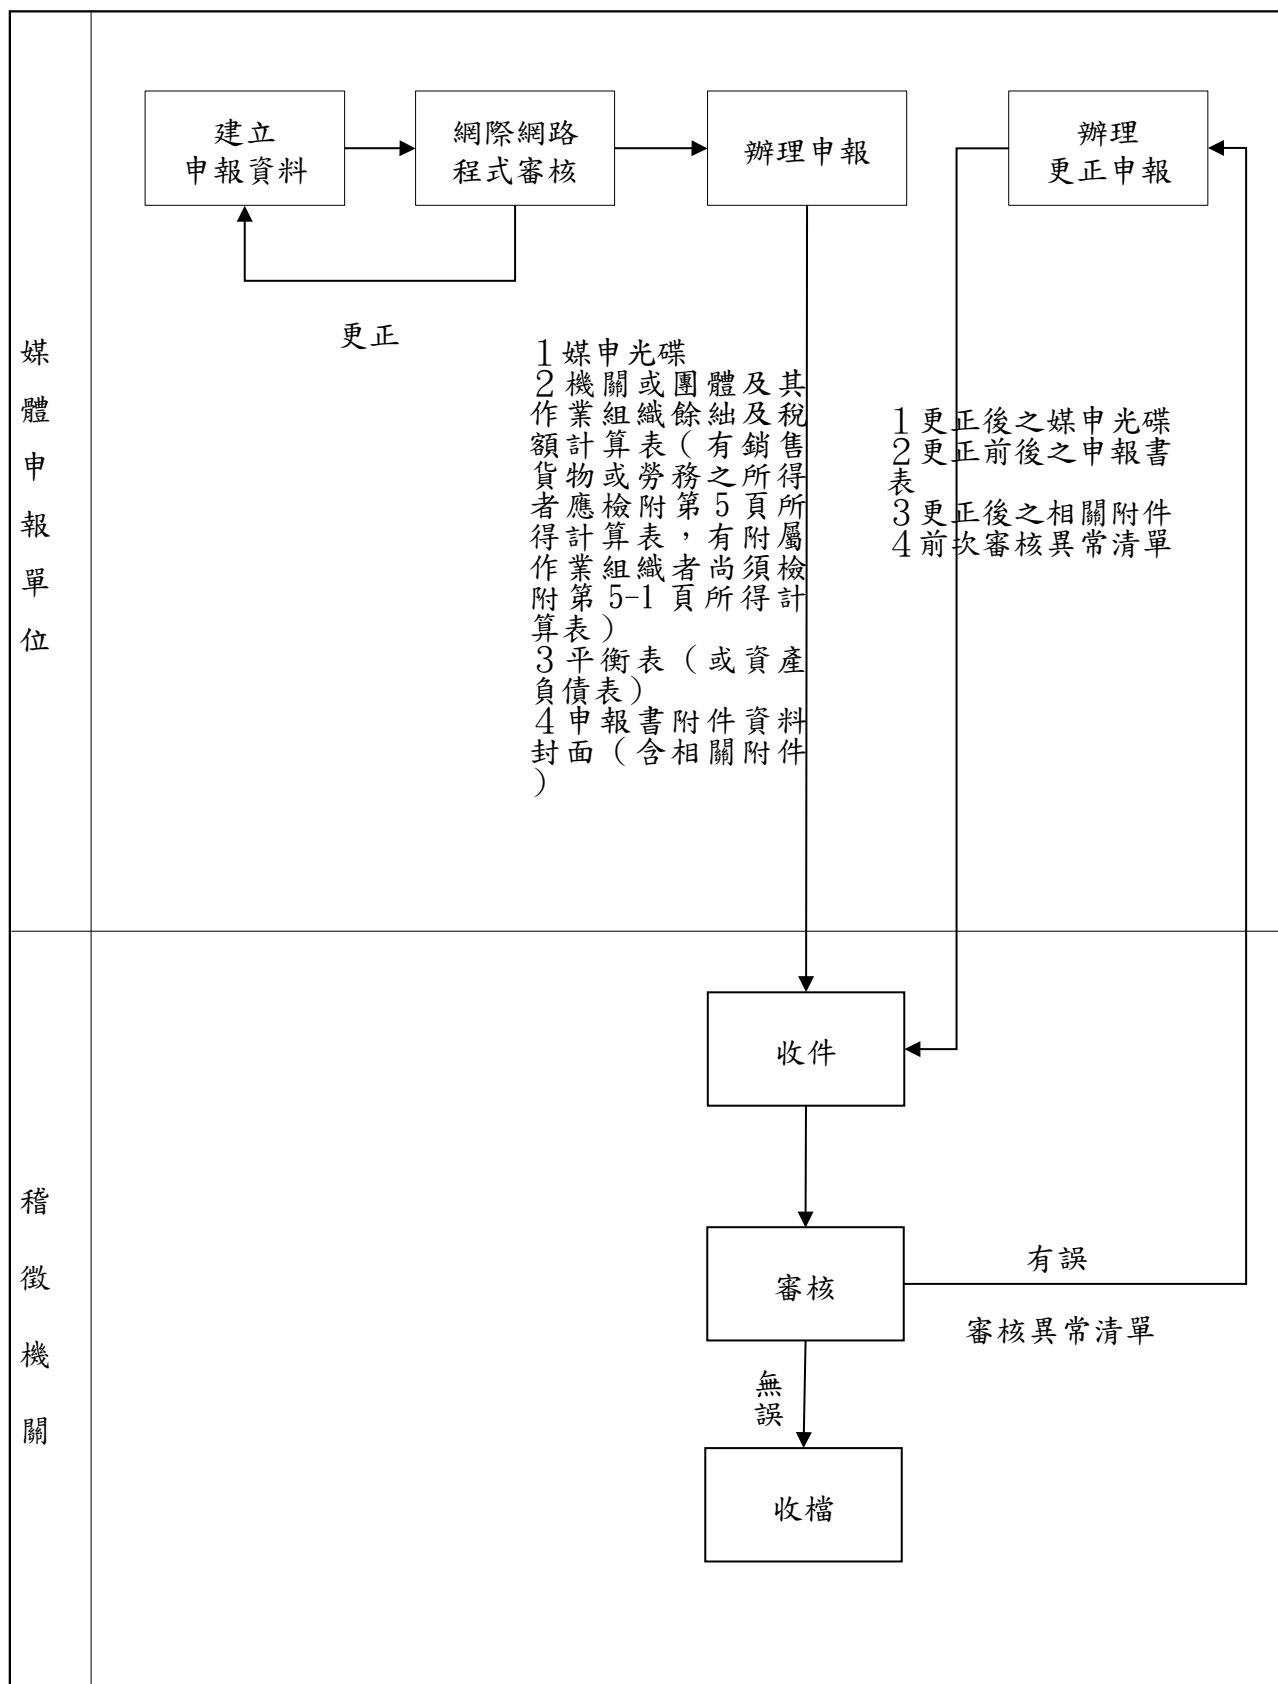 建立
申報資料
網際網路
程式審核
辦理申報
辦理
更正申報
更正
媒
體
申
報
單
位
1媒申光碟
2機關或團體及其
作業組織餘絀及稅
額計算表（有銷售
貨物或勞務之所得
者應檢附第5頁所
得計算表，有附屬
作業組織者尚須檢
附第5-1頁所得計
算表）
3平衡表（或資產
負債表）
4申報書附件資料
封面（含相關附件
）
1更正後之媒申光碟
2更正前後之申報書
表
3更正後之相關附件
4前次審核異常清單
稽
徵
機
關
收件
審核
有誤
審核異常清單
無
誤
收檔